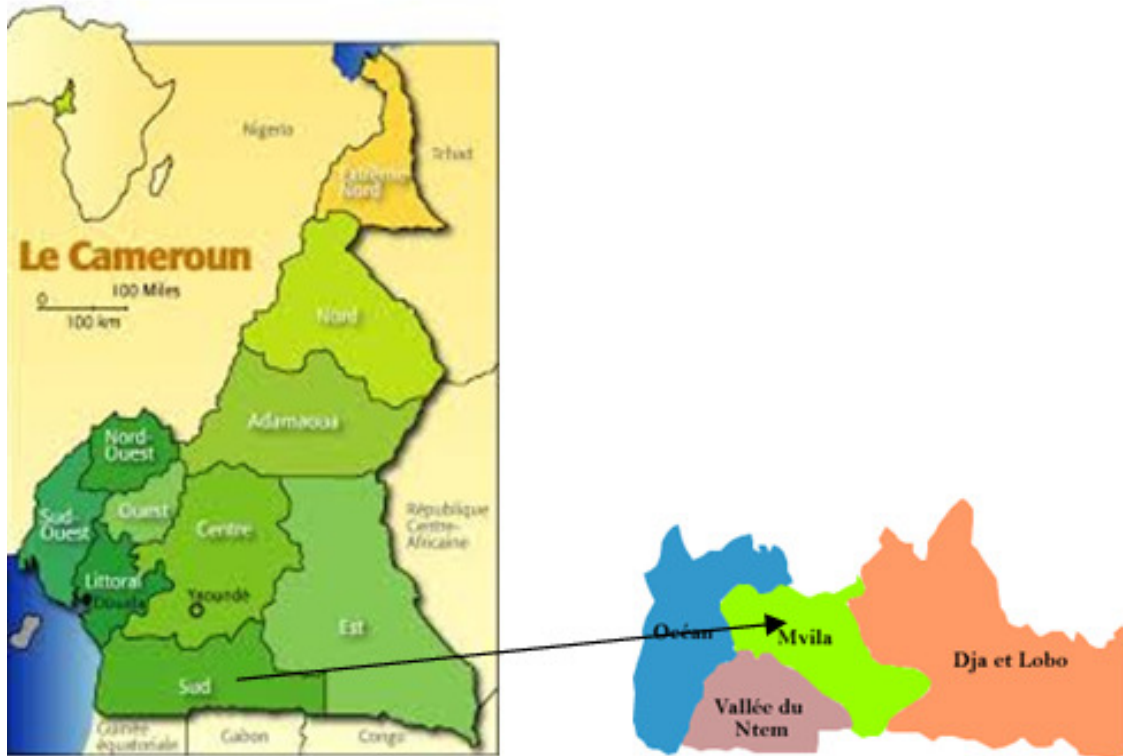 Nigeria
Tchad
Extrême-
Nord
Le Cameroun
100 Miles
0
100 km
Nord
Adamaoua
Nord-
Ouest
Ouest
Sud-
Ouest
Centre
République
Centre-
Africaine
Littoral
Douala
Yaoundé
Est
Sud
Guinée
équatoriale
Gabon
Congo
Océan
Mvila
Dja et Lobo
Vallée du
Ntem